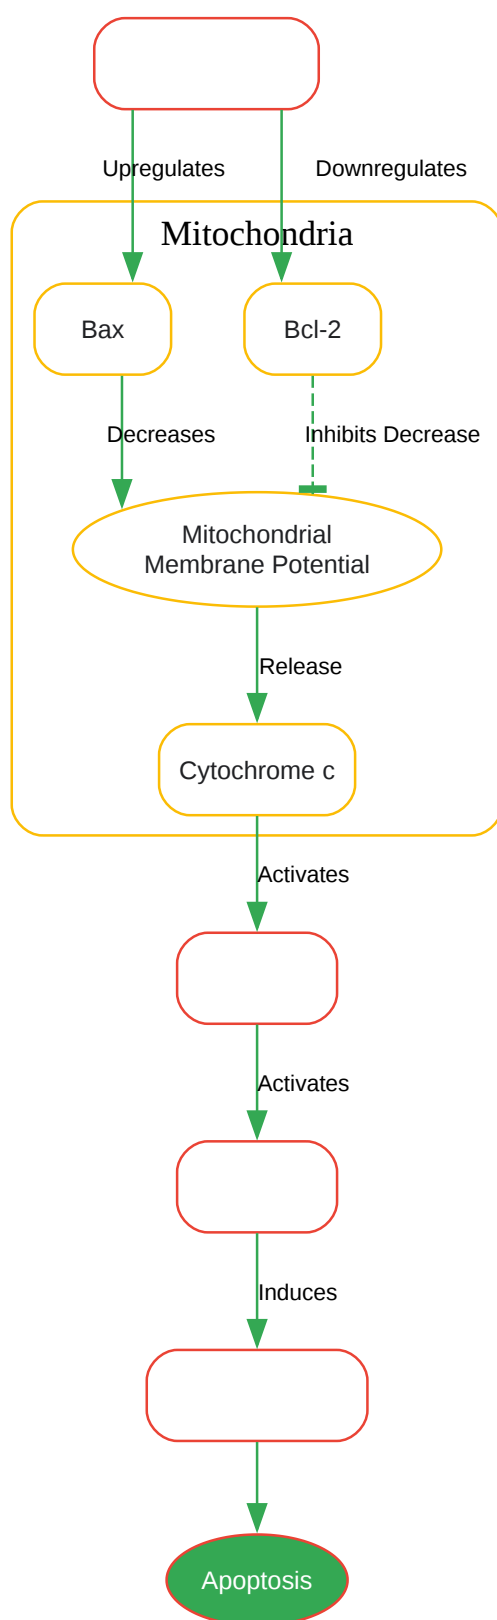 Upregulates
Downregulates
Mitochondria
Bax
Bcl-2
Decreases
Inhibits Decrease
Mitochondrial
Membrane Potential
Release
Cytochrome c
Activates
Activates
Induces
Apoptosis